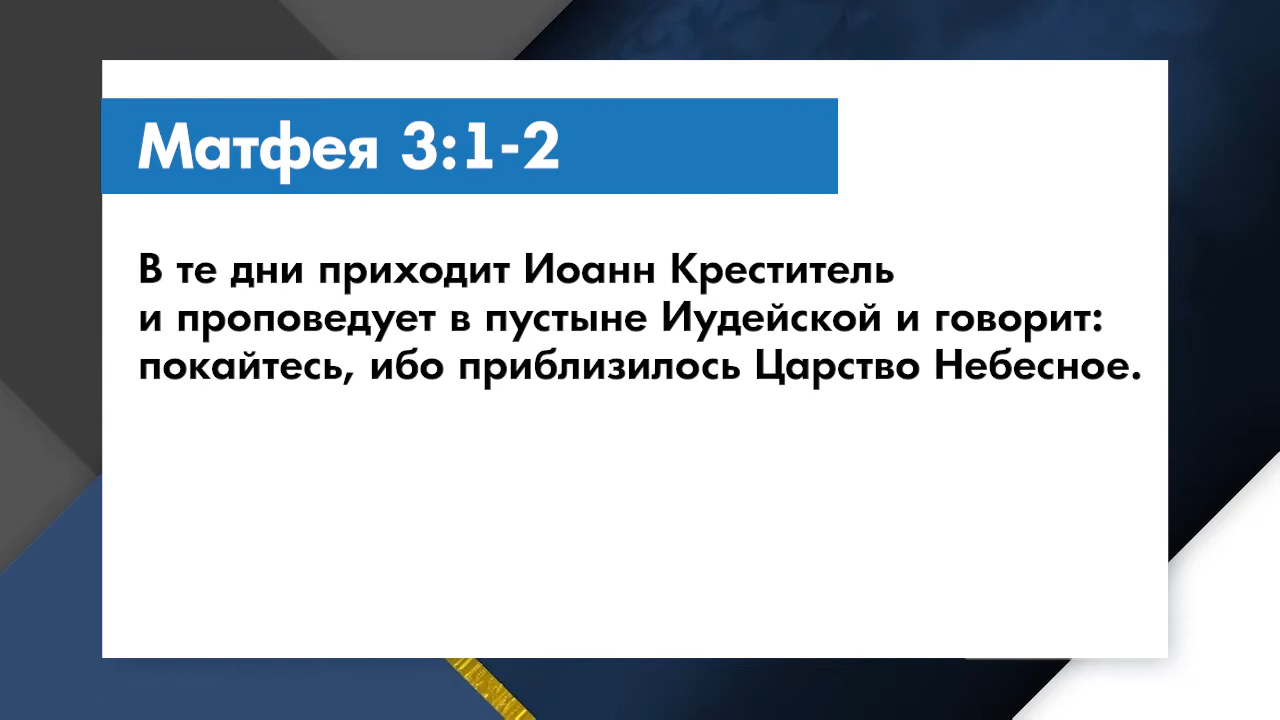 Матфея 3:1-2
В те дни приходит Иоанн Креститель
и проповедует в пустыне Иудейской и говорит:
покайтесь, ибо приблизилось Царство Небесное.